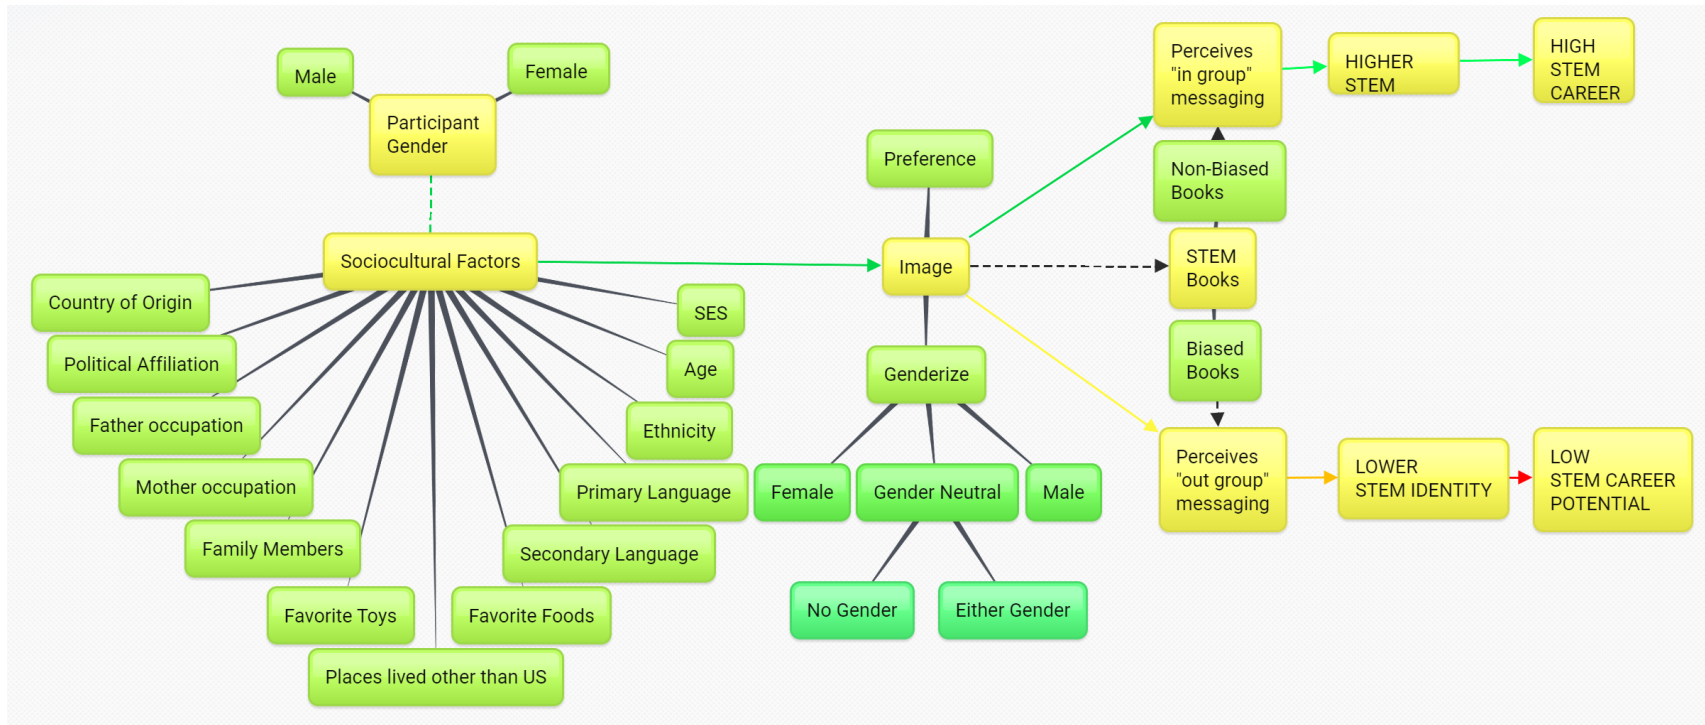 Male
Female
Participant
Gender
Sociocultural Factors
Country of Origin
Political Affiliation
Father occupation
Mother occupation
Family Members
Favorite Toys
Places lived other than US
Favorite Foods
Secondary Language
Primary Language
Ethnicity
Age
SES
Preference
Image
Genderize
Female
Gender Neutral
Male
No Gender
Either Gender
Perceives
"in group"
messaging
HIGHER
STEM
HIGH
STEM
CAREER
Non-Biased
Books
STEM
Books
Biased
Books
Perceives
"out group"
messaging
LOWER
STEM IDENTITY
LOW
STEM CAREER
POTENTIAL